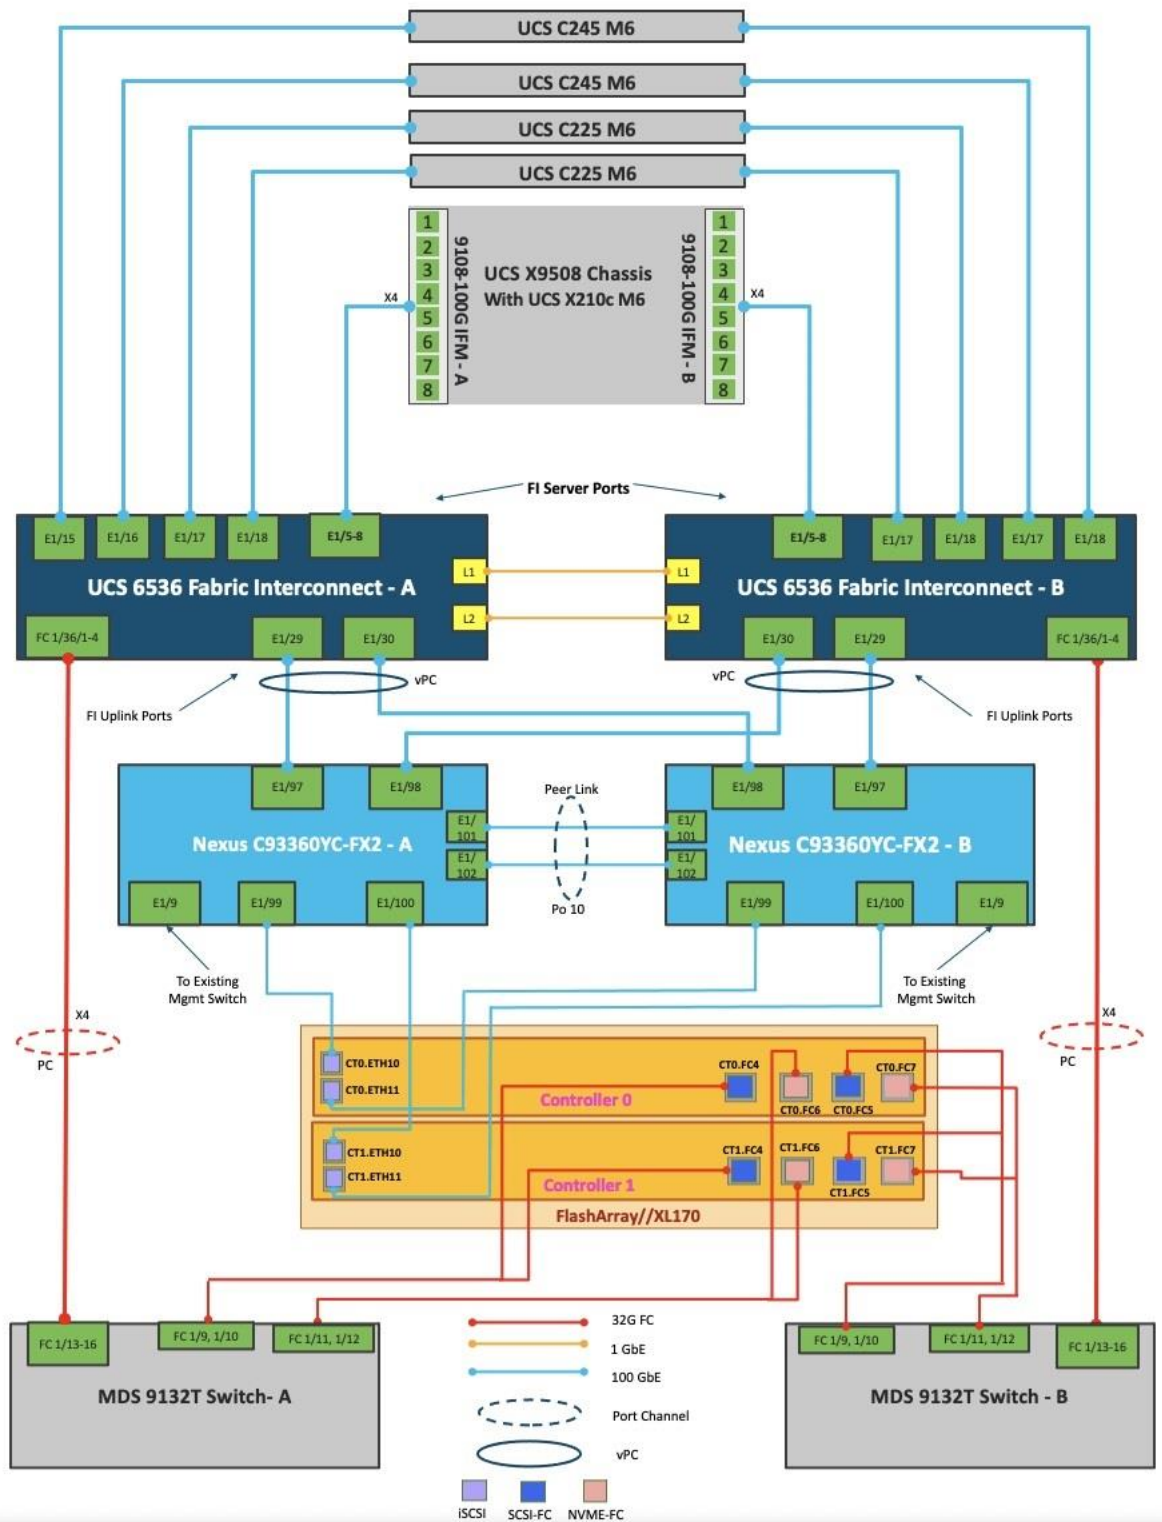 UCS C245 M6
UCS C245 M6
UCS C225 M6
UCS C225 M6
1
2
3
4
5
6
7
8
9108-100G IFM - A
UCS X9508 Chassis
With UCS X210c M6
9108-100G IFM - B
1
2
3
4
5
6
7
8
X4
X4
FI Server Ports
E1/15
E1/16
E1/17
E1/18
E1/5-8
UCS 6536 Fabric Interconnect - A
L1
L2
FC 1/36/1-4
E1/29
E1/30
E1/5-8
E1/17
E1/18
E1/17
E1/18
L1
L2
UCS 6536 Fabric Interconnect - B
E1/30
E1/29
FC 1/36/1-4
vPC
vPC
FI Uplink Ports
FI Uplink Ports
E1/97
E1/98
E1/
101
E1/
102
Nexus C93360YC-FX2 - A
E1/9
E1/99
E1/100
Peer Link
Po 10
E1/98
E1/97
E1/
101
E1/
102
Nexus C93360YC-FX2 - B
E1/99
E1/100
E1/9
To Existing
Mgmt Switch
To Existing
Mgmt Switch
X4
PC
X4
PC
CT0.ETH10
CT0.ETH11
CT0.FC4
CT0.FC6
CT0.FC5
CT0.FC7
Controller 0
CT1.ETH10
CT1.ETH11
CT1.FC4
CT1.FC6
CT1.FC5
CT1.FC7
Controller 1
FlashArray//XL170
FC 1/13-16
FC 1/9, 1/10
FC 1/11, 1/12
MDS 9132T Switch- A
FC 1/9, 1/10
FC 1/11, 1/12
FC 1/13-16
MDS 9132T Switch - B
32G FC
1 GbE
100 GbE
Port Channel
vPC
iSCSI
SCSI-FC
NVME-FC